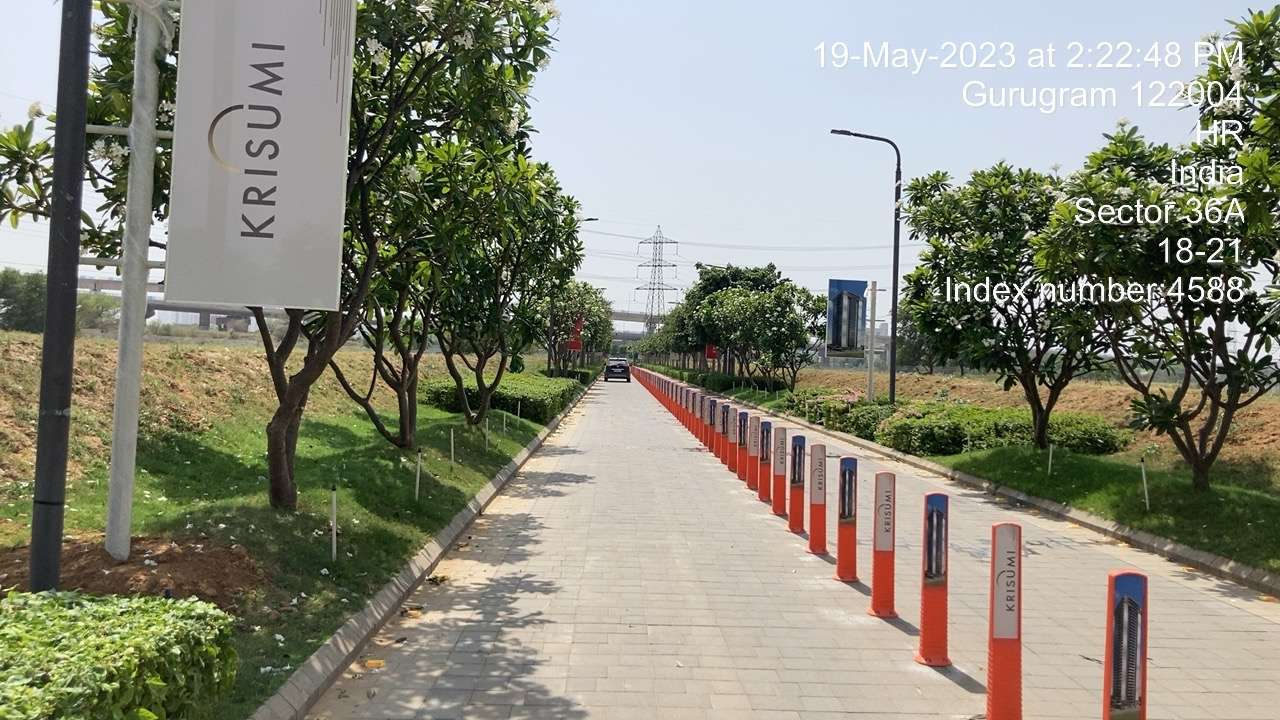 KRISUMI
19-May-2023 at 2:22:48 PM
Gurugram 122004
HR
India
Sector 36A
18-21
Index number:4588
KRISUMI
KRISUMI
KRISUMI